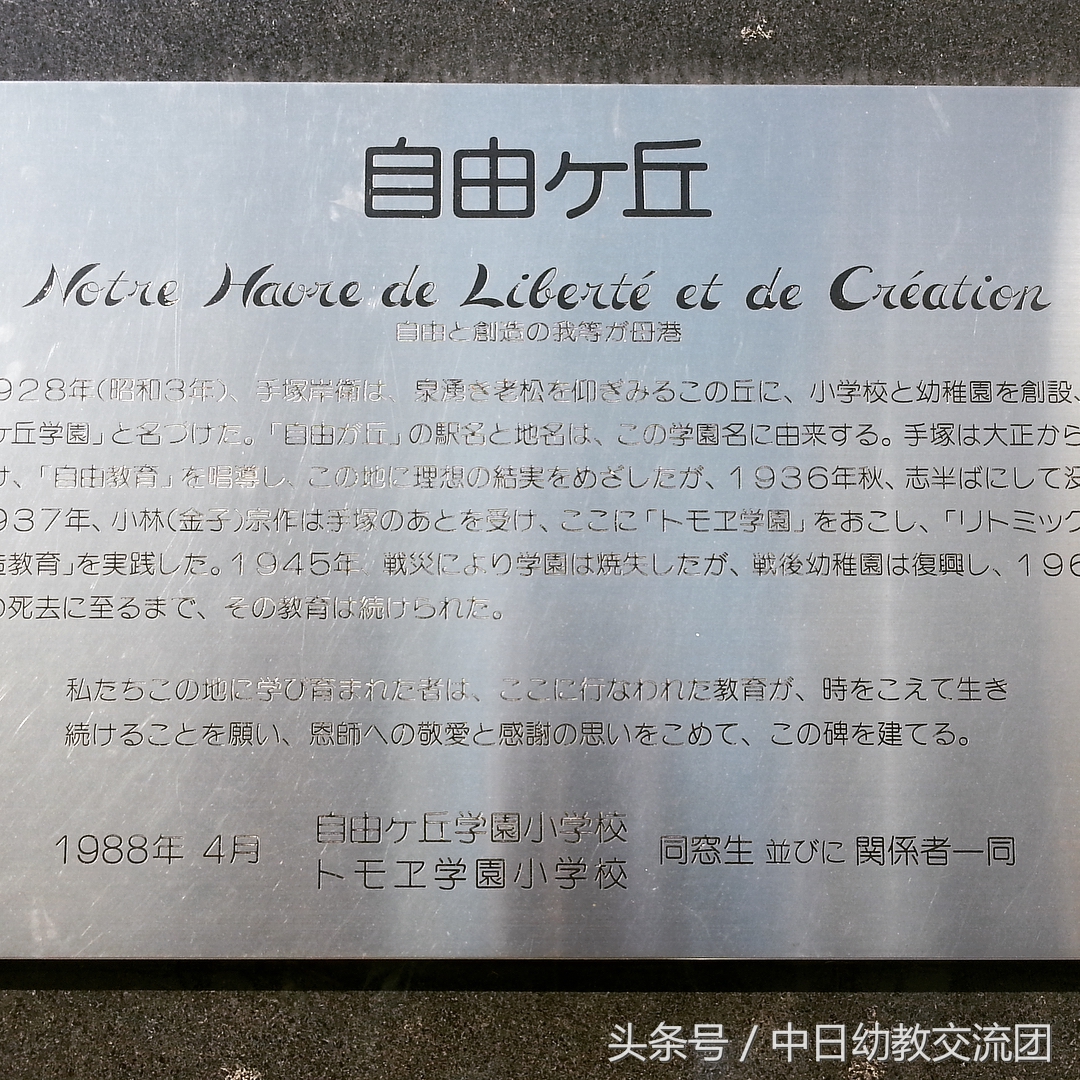 自由ヶ丘
Notre Havre de Liberté et de Création
自由と創造の我等が母港
928年(昭和3年)、手塚岸衛は、泉湧き老松を仰ぎみるこの丘に、小学校と幼稚園を創設、
ケ丘学園」と名づけた。「自由が丘」の駅名と地名は、この学園名に由来する。手塚は大正から
け、「自由教育」を唱導し、この地に理想の結実をめざしたが、1936年秋、志半ばにして没
937年、小林(金子)宗作は手塚のあとを受け、ここに「トモヱ学園」をおこし、「リトミック
教育」を実践した。1945年、戦災により学園は焼失したが、戦後幼稚園は復興し、196
の死去に至るまで、その教育は続けられた。
私たちこの地に学び育まれた者は、ここに行なわれた教育が、時をこえて生き
続けることを願い、恩師への敬愛と感謝の思いをこめて、この碑を建てる。
1988年 4月 自由ケ丘学園小学校 同窓生 並びに 関係者一同
トモヱ学園小学校
头条号 / 中日幼教交流团